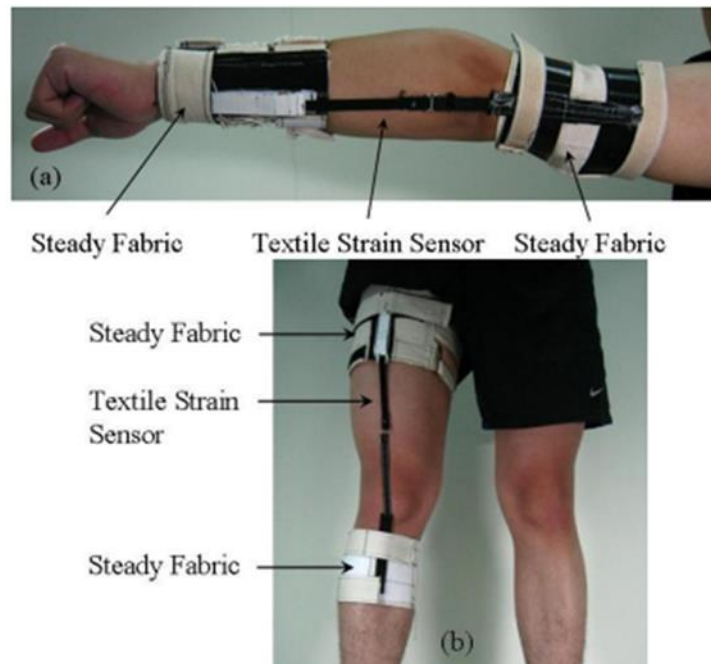 (a)
Steady Fabric
Textile Strain Sensor
Steady Fabric
Steady Fabric
Textile Strain
Sensor
Steady Fabric
(b)